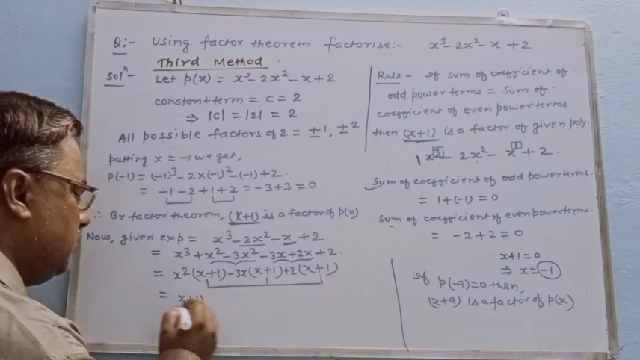 Q:- Using factor theorem factorise:- x³-2x²-x+2
Third Method.
Solⁿ:- Let p(x) = x³-2x²-x+2
constant term = c = 2
⇒ |c| = |2| = 2
All possible factors of 2 = ±1, ±2
putting x = -1 we get,
p(-1) = (-1)³-2x(-1)²-(-1)+2.
= -1-2+1+2 = -3+3 = 0
∴ By factor theorem, (x+1) is a factor of p(x)
Now, given exp = x³-2x²-x+2
= x³+x²-3x²-3x+2x+2.
= x²(x+1)-3x(x+1)+2(x+1)
= x+1
Rule- If sum of coefficient of
odd power terms = sum of
coefficient of even power terms
then (x+1) is a factor of given poly.
1x³- 2x²- x¹+2.
Sum of coefficient of odd power terms.
= 1+(-1) = 0
Sum of coefficient of even power terms.
= -2+2 = 0
x+1=0
⇒ x=-1
If p(-a)=0 then,
(x+a) is a factor of p(x)